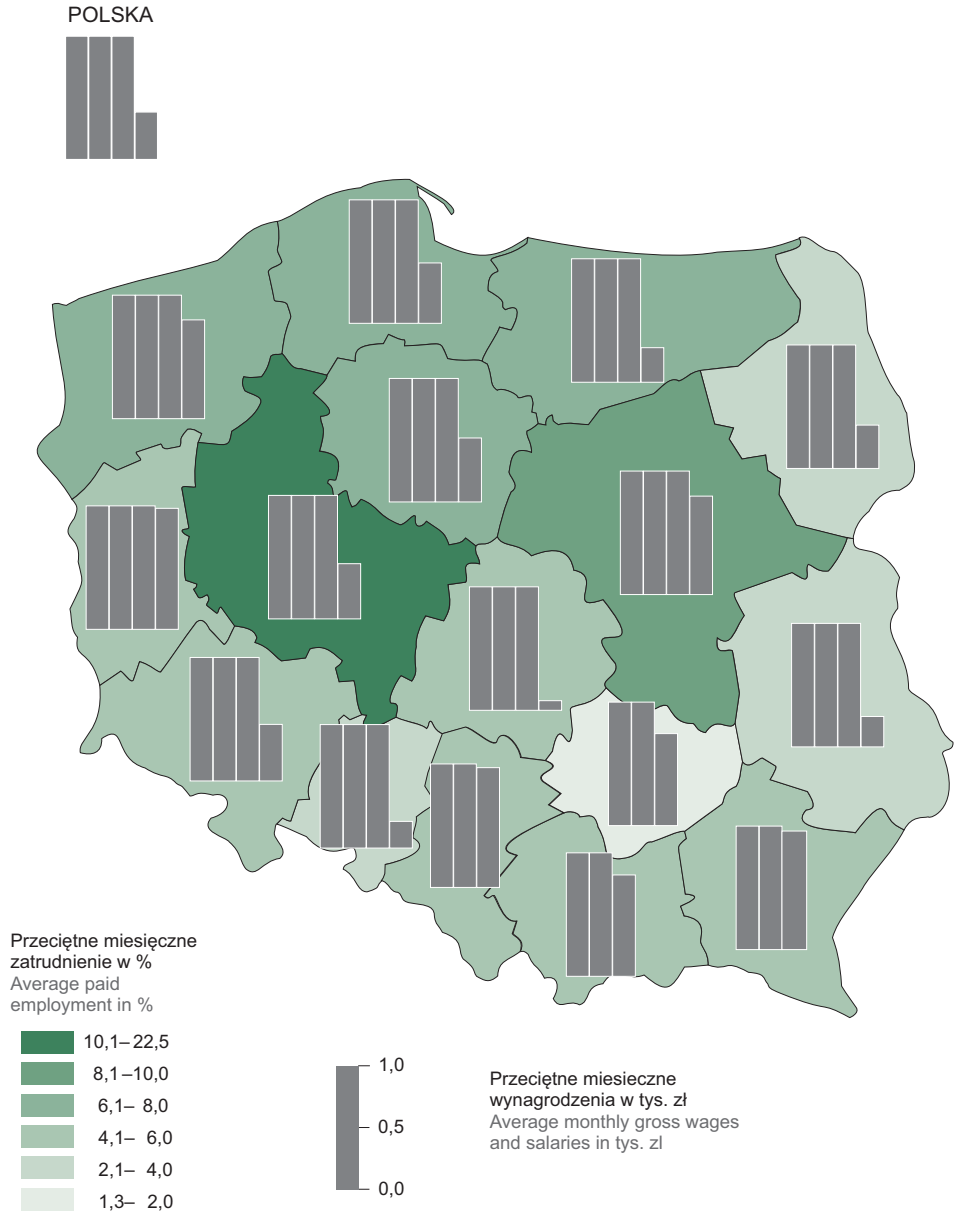 POLSKA
Przeciętne miesięczne
zatrudnienie w %
Average paid
employment in %
10,1– 22,5
8,1 –10,0
6,1– 8,0
4,1– 6,0
2,1– 4,0
1,3– 2,0
1,0
0,5
0,0
Przeciętne miesieczne
wynagrodzenia w tys. zł
Average monthly gross wages
and salaries in tys. zl